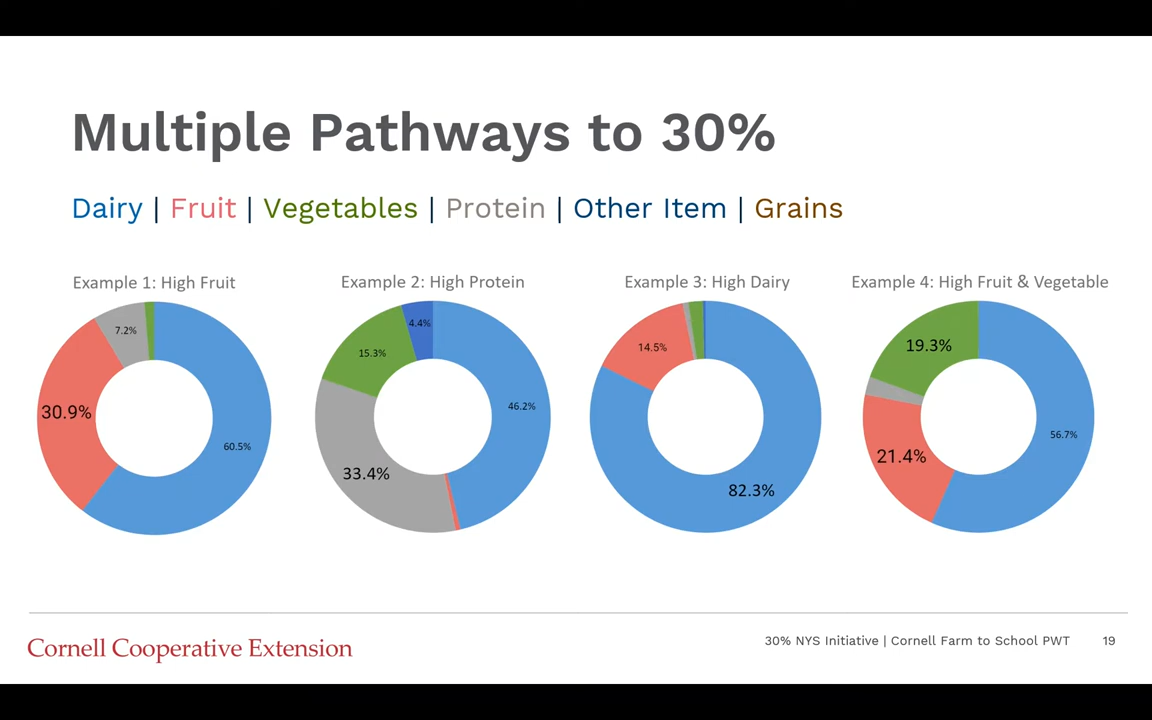 Multiple Pathways to 30%
Dairy | Fruit | Vegetables | Protein | Other Item | Grains
Example 1: High Fruit
7.2%
30.9%
60.5%
Example 2: High Protein
4.4%
15.3%
46.2%
33.4%
Example 3: High Dairy
14.5%
82.3%
Example 4: High Fruit & Vegetable
19.3%
56.7%
21.4%
Cornell Cooperative Extension
30% NYS Initiative | Cornell Farm to School PWT 19